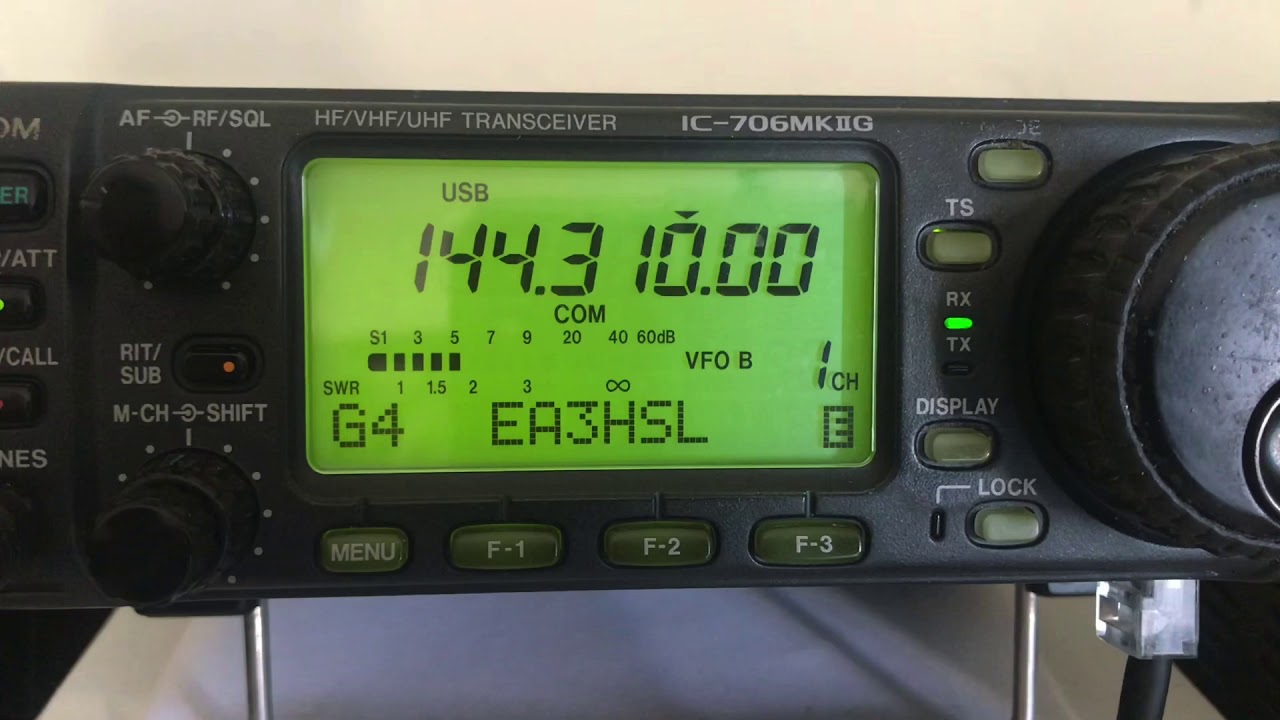 AF RF/SQL
HF/VHF/UHF TRANSCEIVER
IC-706MKIIG
USB
144.310.00
COM
S1 3 5 7 9 20 40 60dB
VFO B
1CH
SWR 1 1.5 2 3 ∞
G4 EA3HSL E
RIT/
SUB
M-CH SHIFT
MENU
F-1
F-2
F-3
TS
RX
TX
DISPLAY
LOCK
/ATT
/CALL